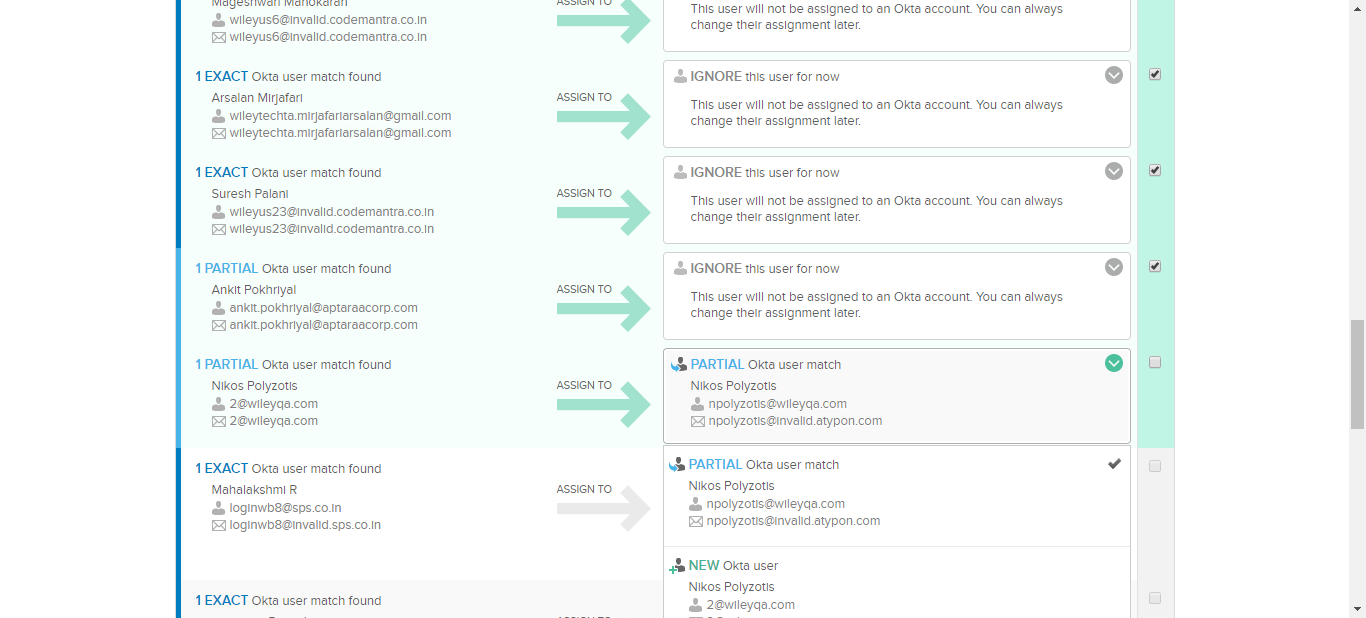 Mageshwari Manokaran
wileyus6@invalid.codemantra.co.in
wileyus6@invalid.codemantra.co.in
ASSIGN TO
This user will not be assigned to an Okta account. You can always
change their assignment later.
1 EXACT Okta user match found
Arsalan Mirjafari
wileytechta.mirjafariarsalan@gmail.com
wileytechta.mirjafariarsalan@gmail.com
ASSIGN TO
IGNORE this user for now
This user will not be assigned to an Okta account. You can always
change their assignment later.
1 EXACT Okta user match found
Suresh Palani
wileyus23@invalid.codemantra.co.in
wileyus23@invalid.codemantra.co.in
ASSIGN TO
IGNORE this user for now
This user will not be assigned to an Okta account. You can always
change their assignment later.
1 PARTIAL Okta user match found
Ankit Pokhriyal
ankit.pokhriyal@aptaraacorp.com
ankit.pokhriyal@aptaraacorp.com
ASSIGN TO
IGNORE this user for now
This user will not be assigned to an Okta account. You can always
change their assignment later.
1 PARTIAL Okta user match found
Nikos Polyzotis
2@wileyqa.com
2@wileyqa.com
ASSIGN TO
PARTIAL Okta user match
Nikos Polyzotis
npolyzotis@wileyqa.com
npolyzotis@invalid.atypon.com
1 EXACT Okta user match found
Mahalakshmi R
loginwb8@sps.co.in
loginwb8@invalid.sps.co.in
ASSIGN TO
PARTIAL Okta user match
Nikos Polyzotis
npolyzotis@wileyqa.com
npolyzotis@invalid.atypon.com
NEW Okta user
Nikos Polyzotis
2@wileyqa.com
1 EXACT Okta user match found